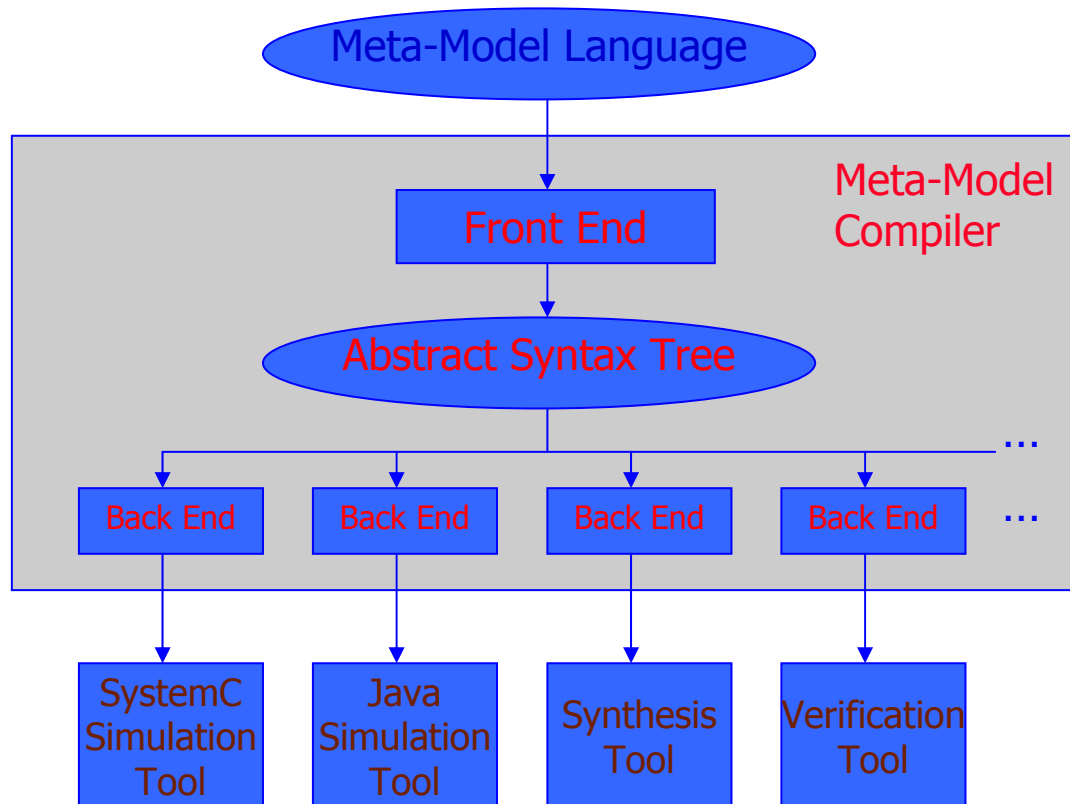 Meta-Model Language
Meta-Model
Compiler
Front End
Abstract Syntax Tree
...
Back End
Back End
Back End
Back End
...
SystemC
Simulation
Tool
Java
Simulation
Tool
Synthesis
Tool
Verification
Tool